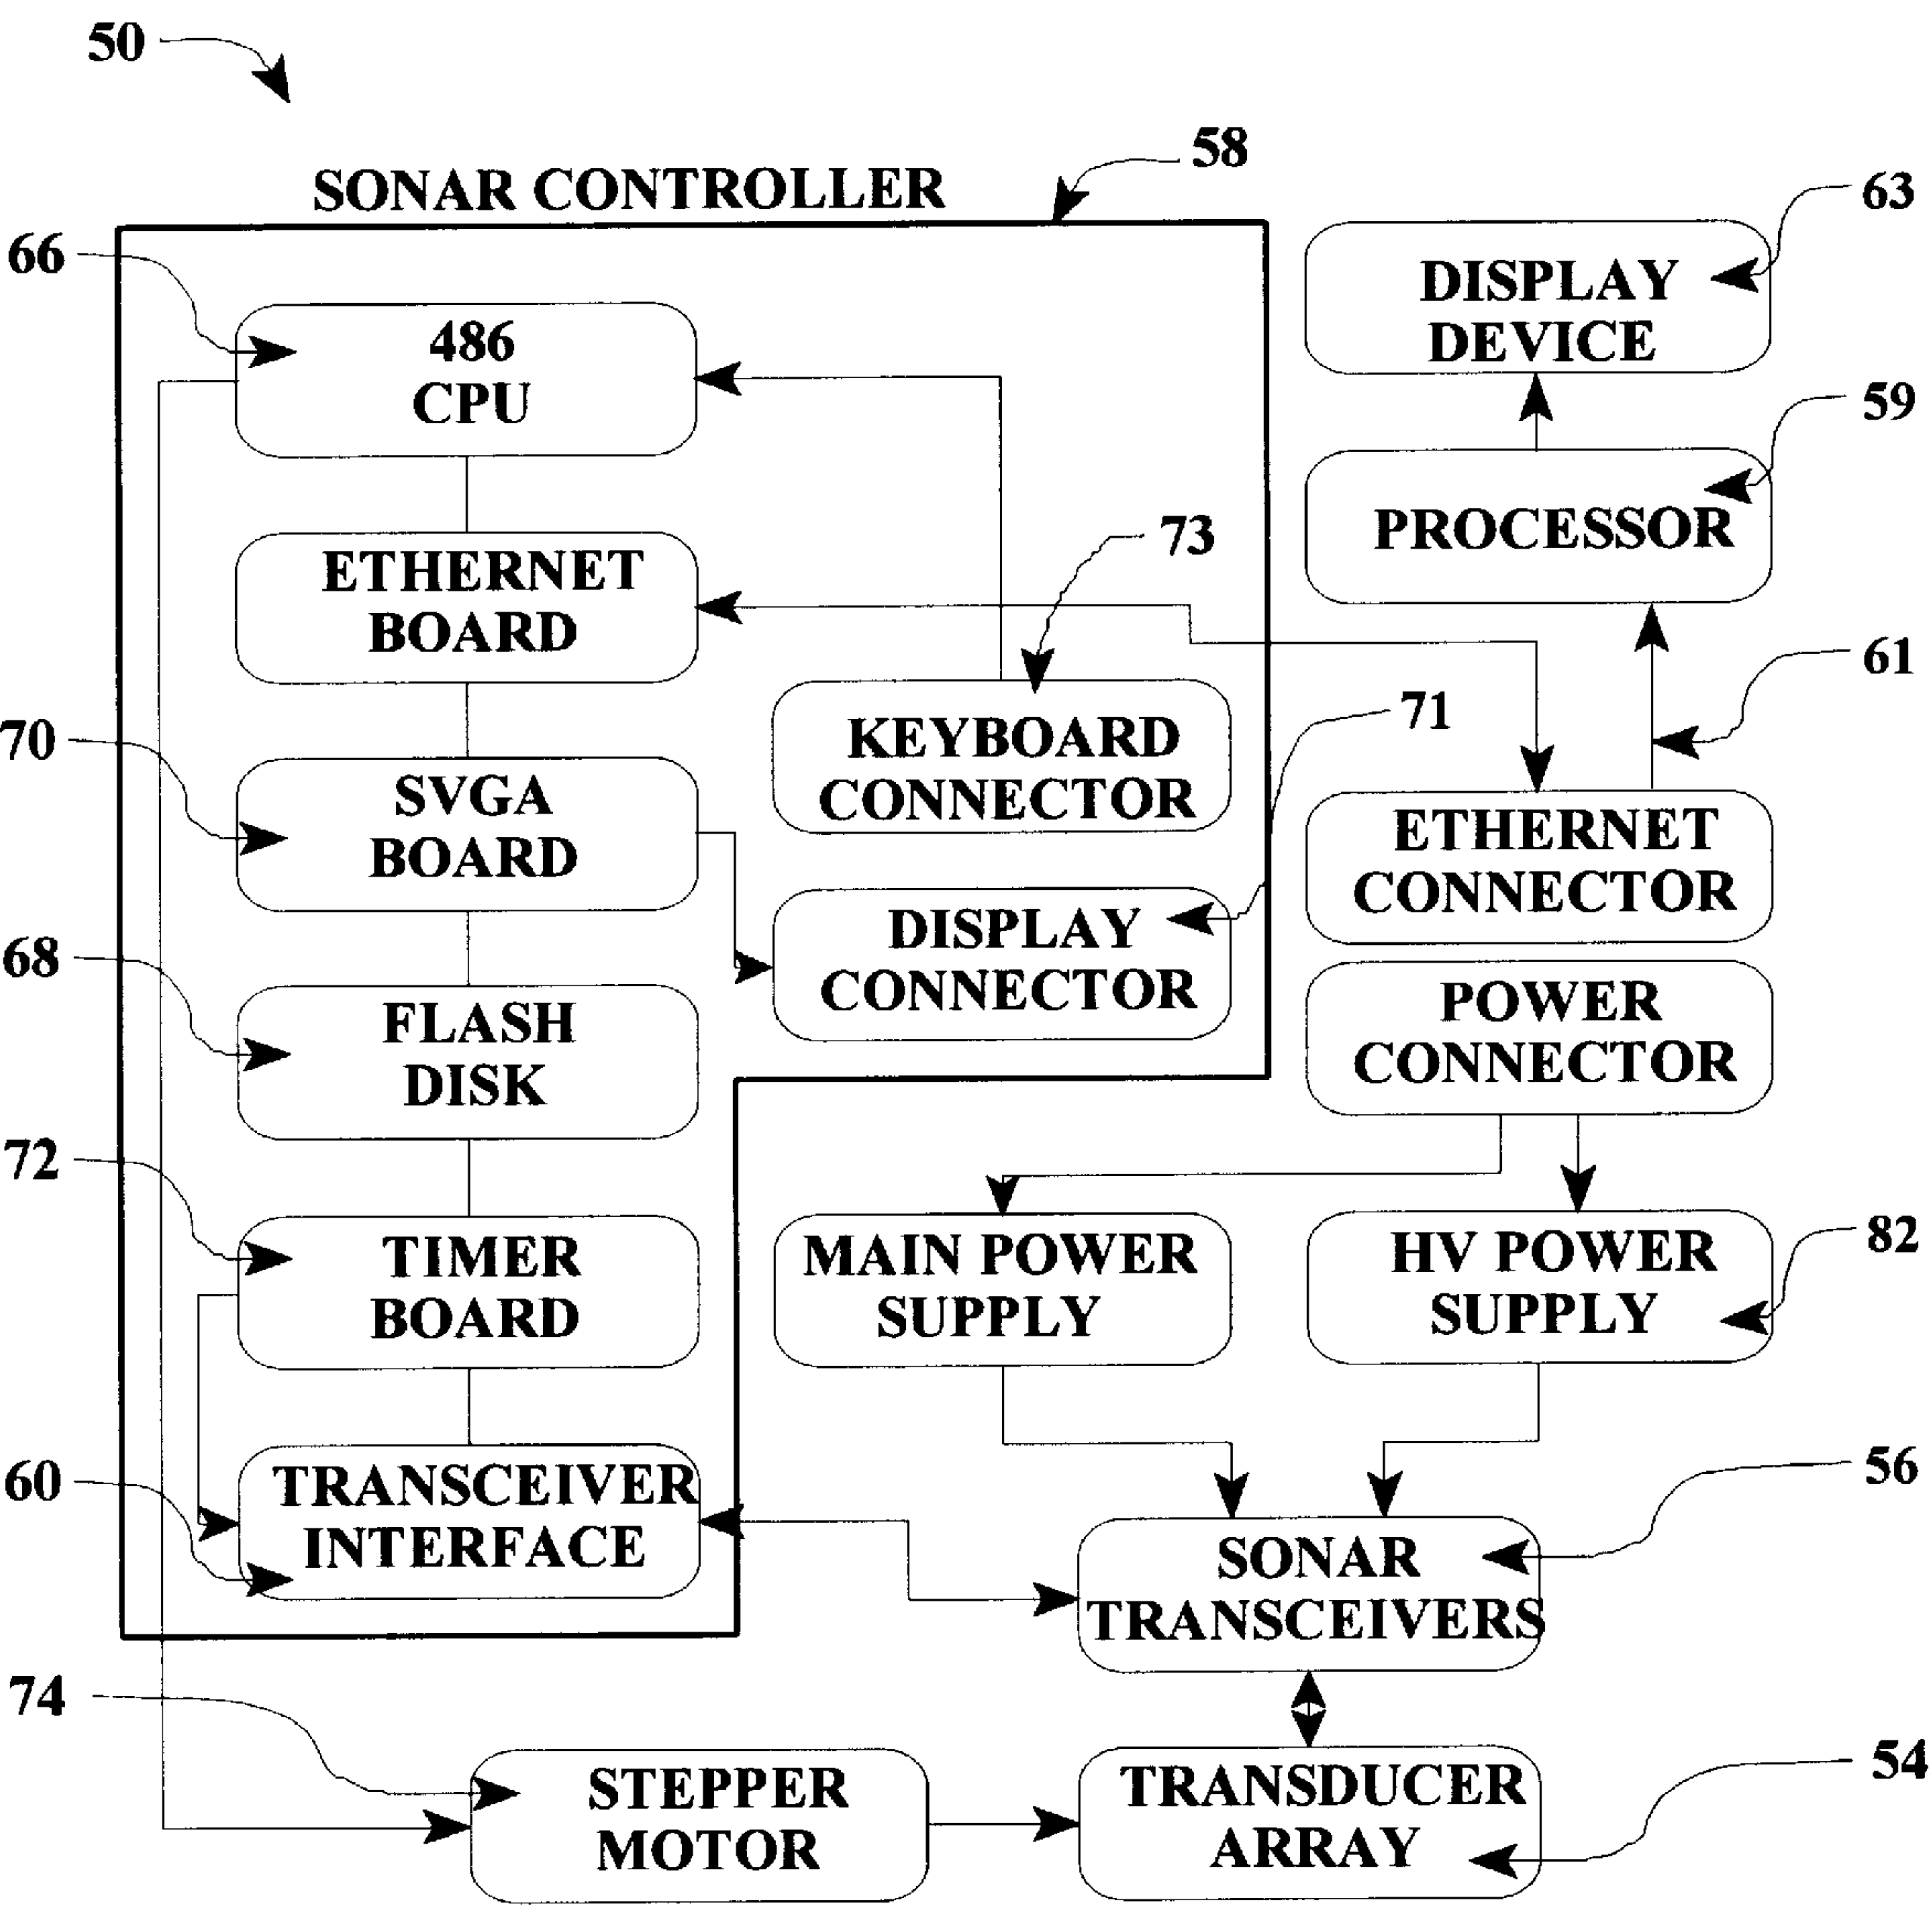 50
58
SONAR CONTROLLER
63
66
DISPLAY
DEVICE
486
CPU
59
PROCESSOR
73
ETHERNET
BOARD
61
71
70
KEYBOARD
CONNECTOR
SVGA
BOARD
ETHERNET
CONNECTOR
68
DISPLAY
CONNECTOR
POWER
CONNECTOR
FLASH
DISK
72
TIMER
BOARD
MAIN POWER
SUPPLY
HV POWER
SUPPLY
82
60
TRANSCEIVER
INTERFACE
56
SONAR
TRANSCEIVERS
74
STEPPER
MOTOR
TRANSDUCER
ARRAY
54